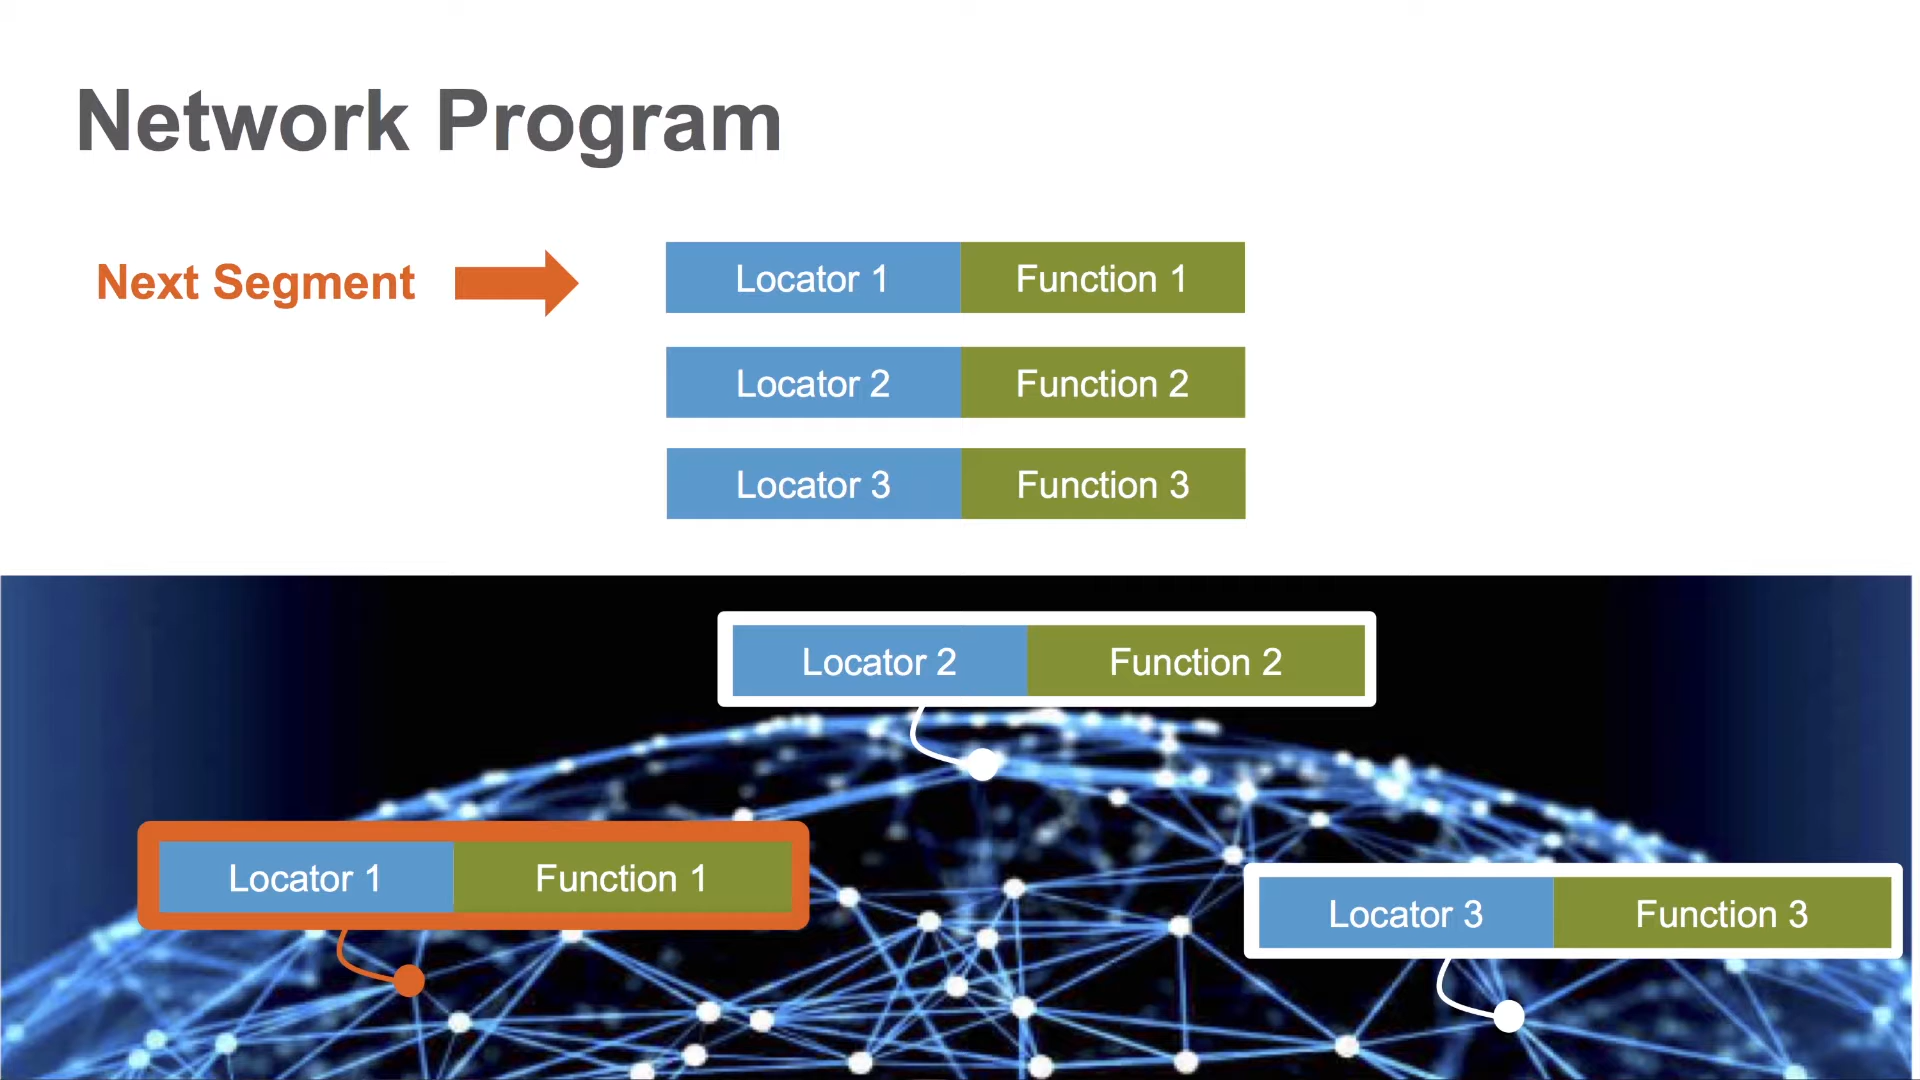 Network Program
Next Segment
Locator 1 Function 1
Locator 2 Function 2
Locator 3 Function 3
Locator 2 Function 2
Locator 1 Function 1
Locator 3 Function 3